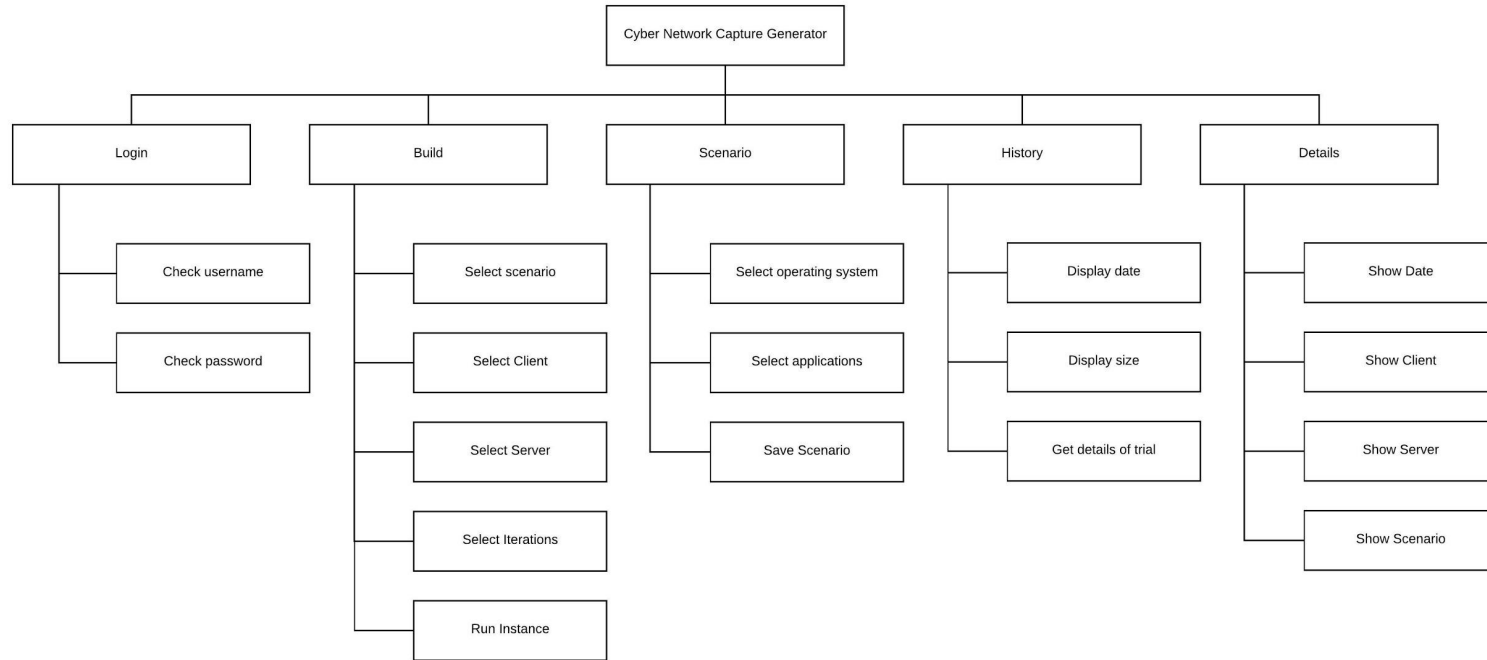 Cyber Network Capture Generator
Login
Build
Scenario
History
Details
Check username
Check password
Select scenario
Select Client
Select Server
Select Iterations
Run Instance
Select operating system
Select applications
Save Scenario
Display date
Display size
Get details of trial
Show Date
Show Client
Show Server
Show Scenario